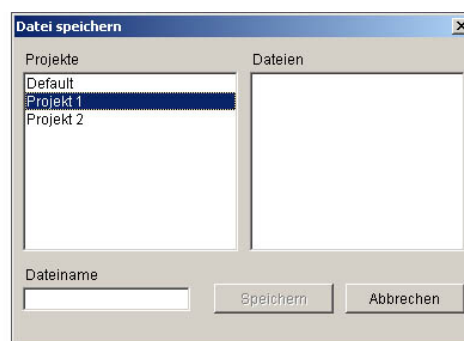 Datei speichern
Projekte Dateien
Default
Projekt 1
Projekt 2
Dateiname
Speichern Abbrechen